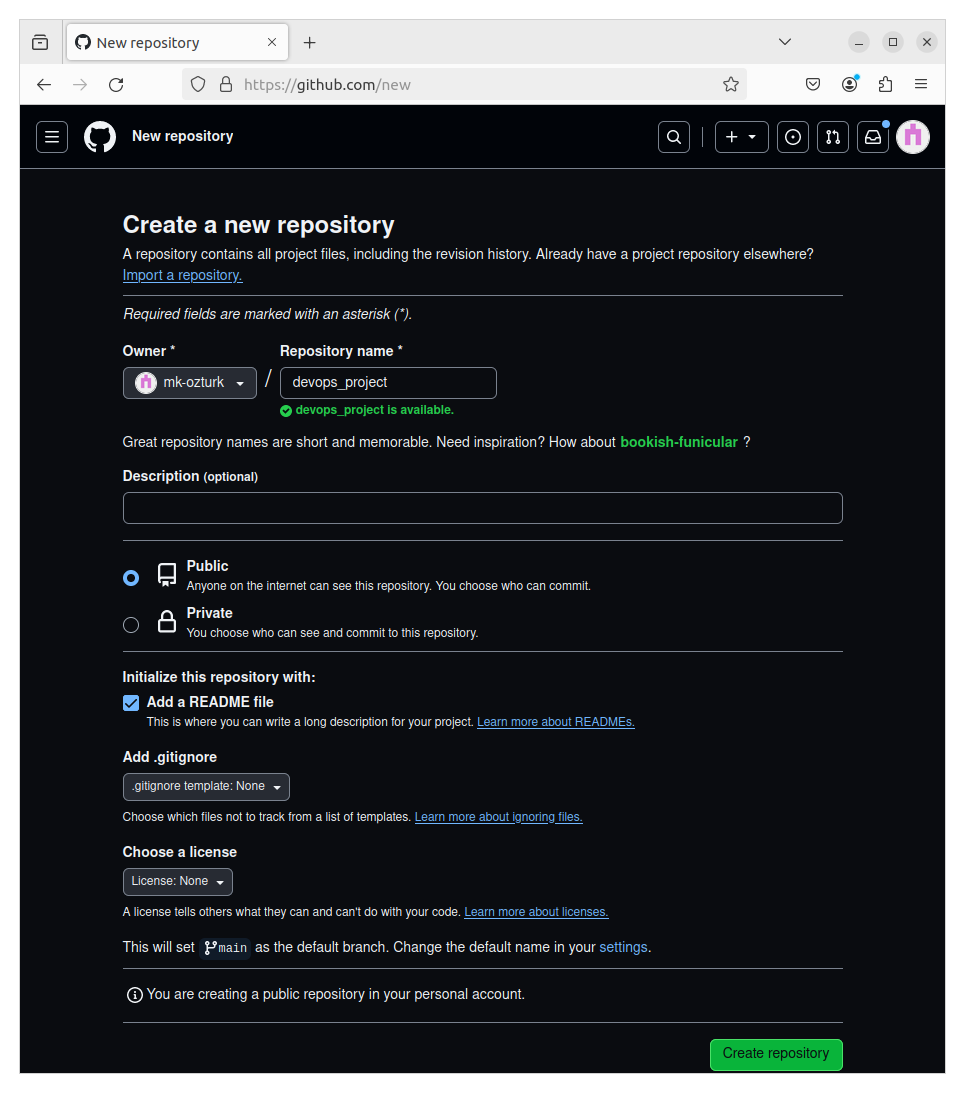 New repository
https://github.com/new
New repository
Create a new repository
A repository contains all project files, including the revision history. Already have a project repository elsewhere?
Import a repository.
Required fields are marked with an asterisk (*).
Owner *
Repository name *
mk-ozturk
/
devops_project
devops_project is available.
Great repository names are short and memorable. Need inspiration? How about bookish-funicular ?
Description (optional)
Public
Anyone on the internet can see this repository. You choose who can commit.
Private
You choose who can see and commit to this repository.
Initialize this repository with:
Add a README file
This is where you can write a long description for your project. Learn more about READMEs.
Add .gitignore
.gitignore template: None
Choose which files not to track from a list of templates. Learn more about ignoring files.
Choose a license
License: None
A license tells others what they can and can't do with your code. Learn more about licenses.
This will set main as the default branch. Change the default name in your settings.
You are creating a public repository in your personal account.
Create repository